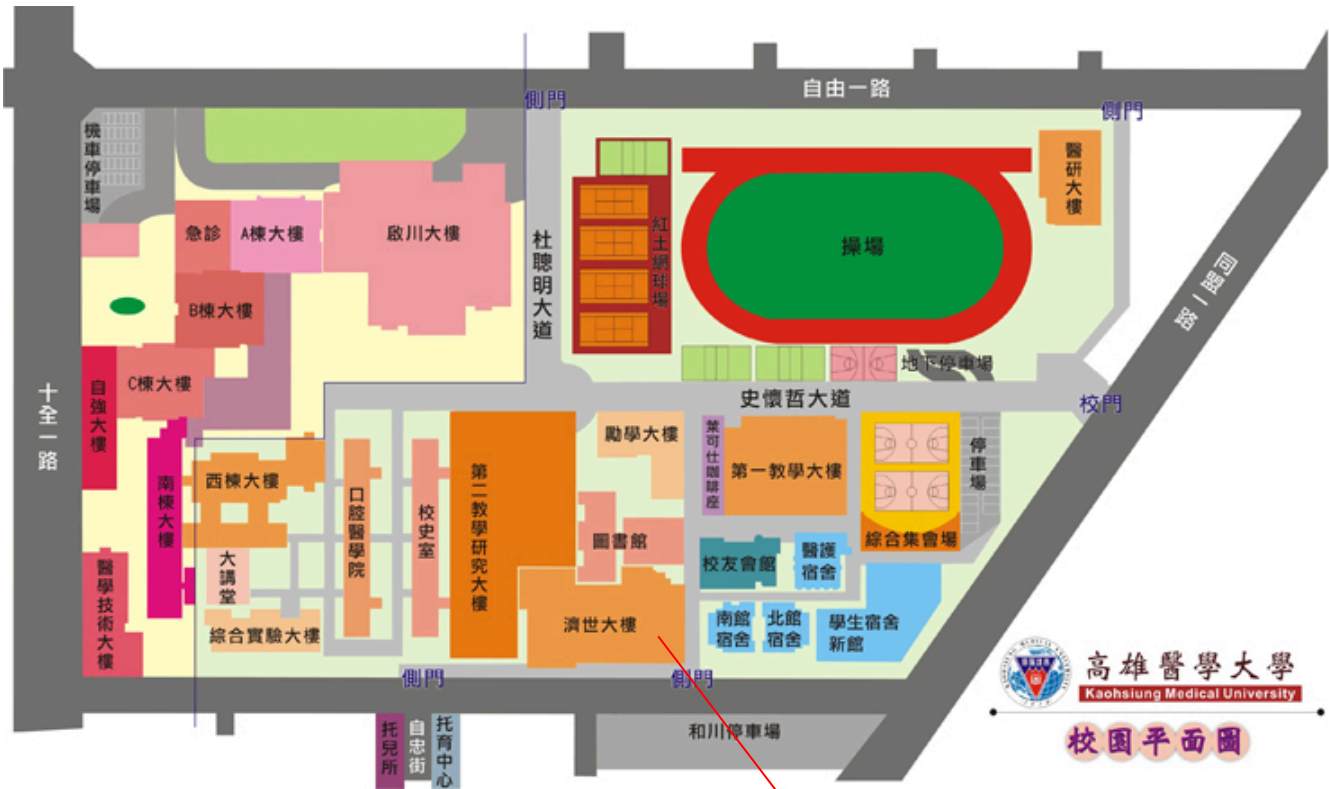 自由一路
側門
側門
機車停車場
醫研大樓
急診
A棟大樓
啟川大樓
杜聰明大道
紅土網球場
操場
同盟一路
B棟大樓
地下停車場
十全一路
自強大樓
C棟大樓
史懷哲大道
校門
南棟大樓
西棟大樓
口腔醫學院
校史室
第二教學研究大樓
勵學大樓
葉可仕咖啡座
第一教學大樓
停車場
圖書館
綜合集會場
大講堂
校友會館
醫護
宿舍
醫學技術大樓
綜合實驗大樓
濟世大樓
南館
宿舍
北館
宿舍
學生宿舍
新館
側門
側門
高雄醫學大學
Kaohsiung Medical University
托兒所
自忠街
托育中心
和川停車場
校園平面圖